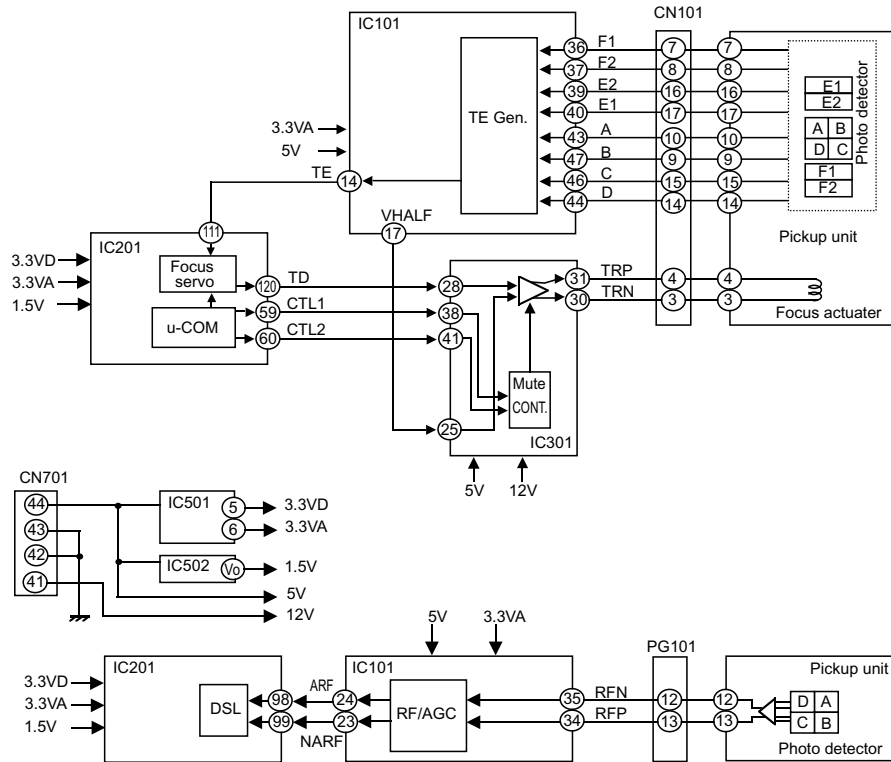 IC101
CN101
36 F1 7 7
37 F2 8 8
39 E2 16 16
40 E1 17 17
43 A 10 10
47 B 9 9
46 C 15 15
44 D 14 14
TE Gen.
E1
E2
A B
D C
F1
F2
Photo detector
Pickup unit
3.3VA
5V
TE 14
VHALF
17
111
IC201
3.3VD
3.3VA
1.5V
Focus
servo
u-COM
120 TD 28
59 CTL1 38
60 CTL2 41
25
31 TRP 4 4
30 TRN 3 3
Focus actuater
Mute
CONT.
IC301
5V 12V
CN701
44
43
42
41
IC501
5 3.3VD
6 3.3VA
IC502 Vo 1.5V
5V
12V
5V 3.3VA
IC201
3.3VD
3.3VA
1.5V
DSL
98 ARF 24
99 NARF 23
IC101
RF/AGC
PG101
35 RFN 12 12
34 RFP 13 13
Pickup unit
D A
C B
Photo detector